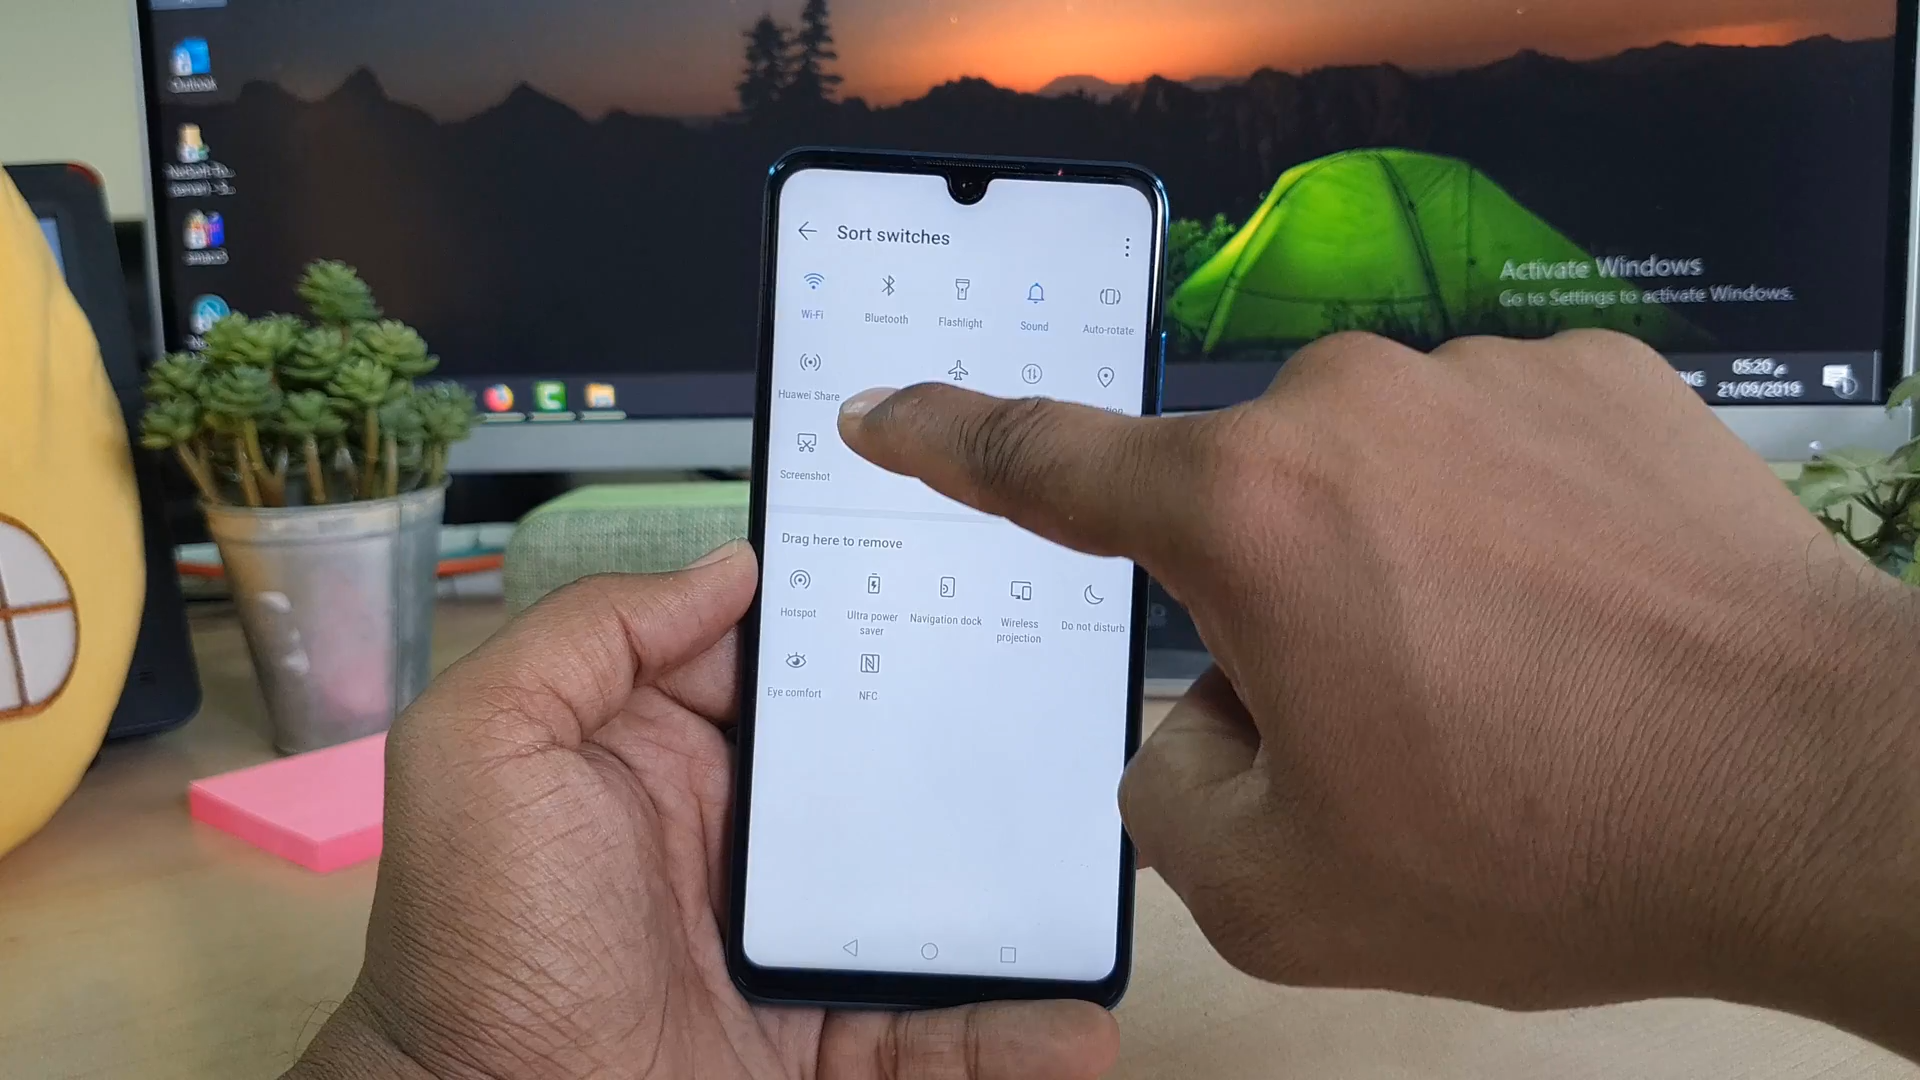 Outlook
Sort switches
Wi-Fi
Bluetooth
Flashlight
Sound
Auto-rotate
Huawei Share
Screenshot
Drag here to remove
Hotspot
Ultra power
saver
Navigation dock
Wireless
projection
Do not disturb
Eye comfort
NFC
Activate Windows
Go to Settings to activate Windows.
05:20 م
21/09/2019